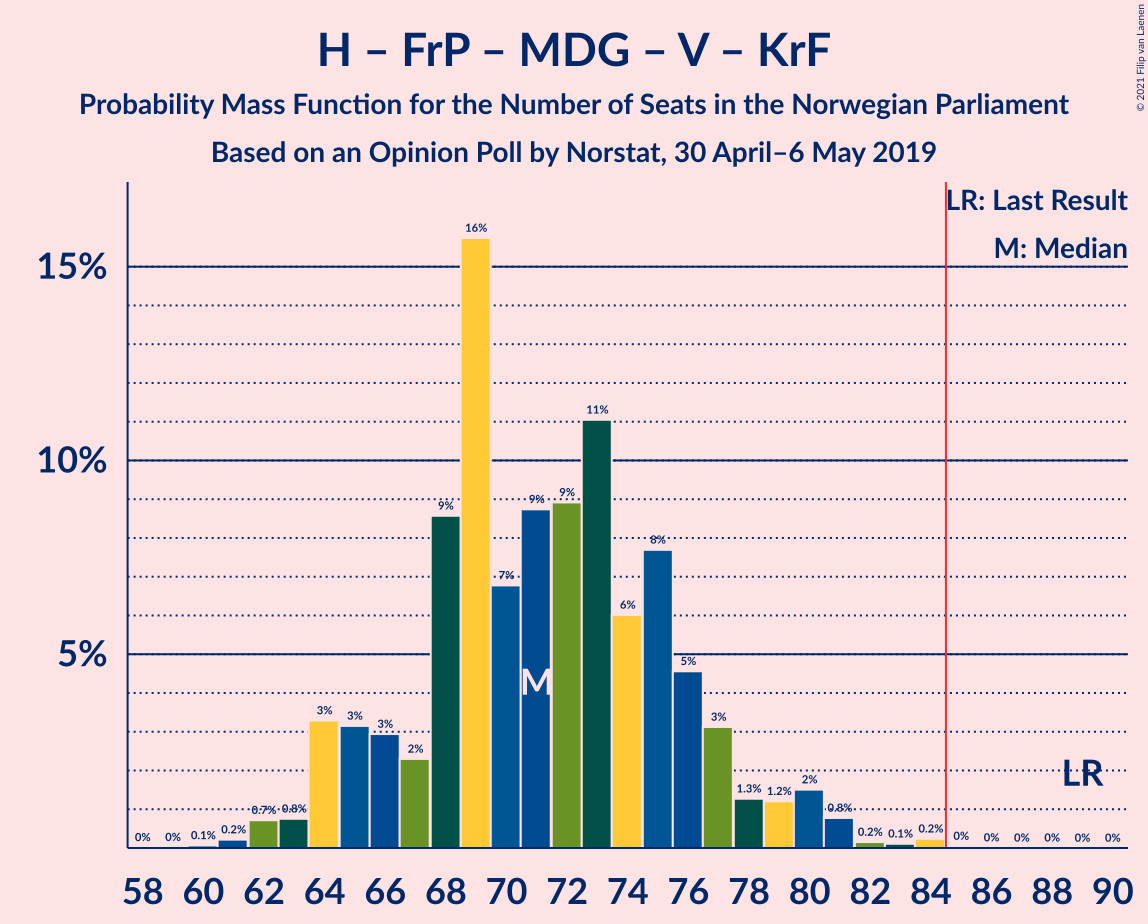 H – FrP – MDG – V – KrF
Probability Mass Function for the Number of Seats in the Norwegian Parliament
Based on an Opinion Poll by Norstat, 30 April–6 May 2019
© 2021 Filip van Laenen
LR: Last Result
M: Median
15%
10%
5%
0% 0% 0.1% 0.2% 0.7% 0.8% 3% 3% 3% 2% 9% 16% 7% 9% 9% 11% 6% 8% 5% 3% 1.3% 1.2% 2% 0.8% 0.2% 0.1% 0.2% 0% 0% 0% 0% 0% 0%
M
LR
58 60 62 64 66 68 70 72 74 76 78 80 82 84 86 88 90